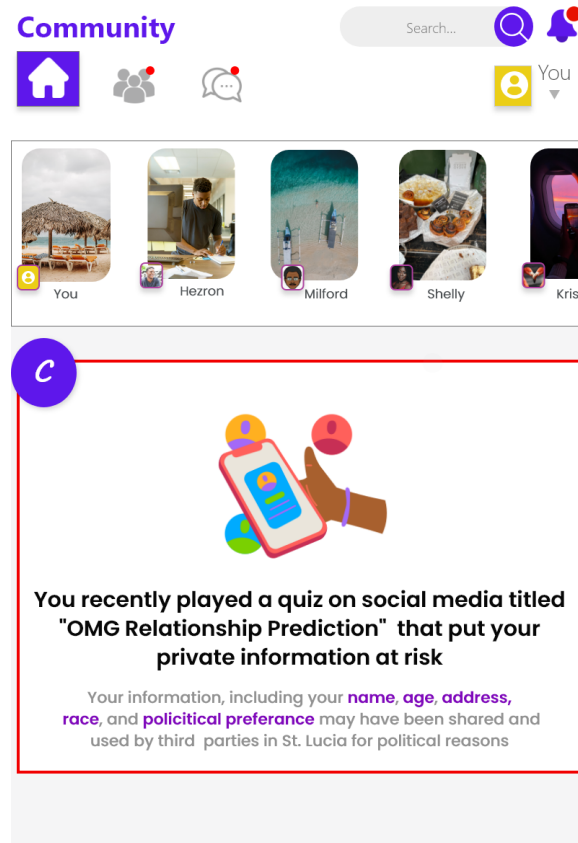 Community
Search...
You
You
Hezron
Milford
Shelly
Kris
C
You recently played a quiz on social media titled
"OMG Relationship Prediction" that put your
private information at risk
Your information, including your name, age, address,
race, and policitical preferance may have been shared and
used by third parties in St. Lucia for political reasons